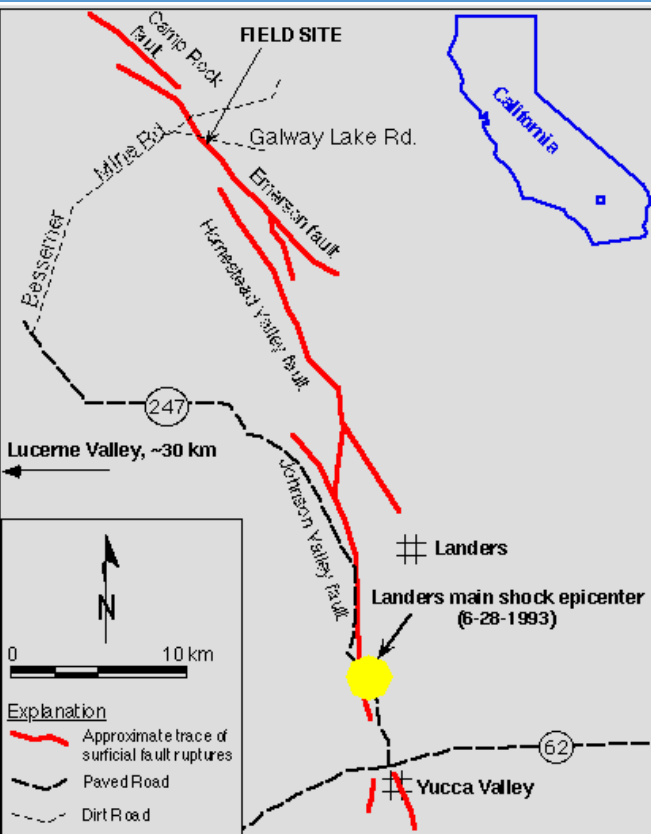 Camp Rock
fault
FIELD SITE
California
Galway Lake Rd.
Mine Rd.
Bessemer
Emerson fault
Homestead Valley fault
247
Lucerne Valley, ~30 km
Johnson Valley fault
Landers
Landers main shock epicenter
(6-28-1993)
N
0 10 km
Explanation
Approximate trace of
surficial fault ruptures
Paved Road
Dirt Road
62
Yucca Valley